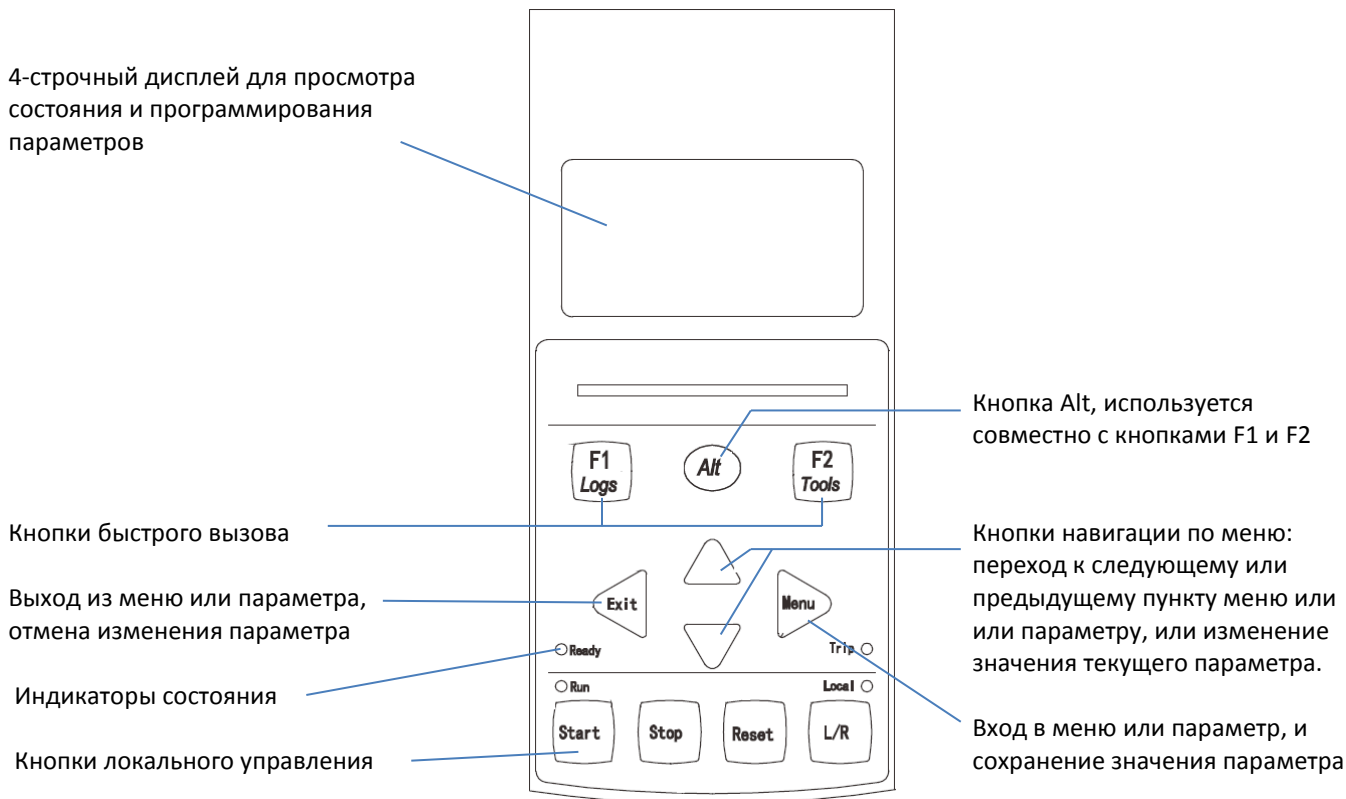 4-строчный дисплей для просмотра
состояния и программирования
параметров
Кнопка Alt, используется
совместно с кнопками F1 и F2
F1
Logs
Alt
F2
Tools
Кнопки быстрого вызова
Кнопки навигации по меню:
переход к следующему или
предыдущему пункту меню или
или параметру, или изменение
значения текущего параметра.
Выход из меню или параметра,
отмена изменения параметра
Exit
Menu
Ready
Trip
Индикаторы состояния
Run
Local
Вход в меню или параметр, и
сохранение значения параметра
Кнопки локального управления
Start
Stop
Reset
L/R